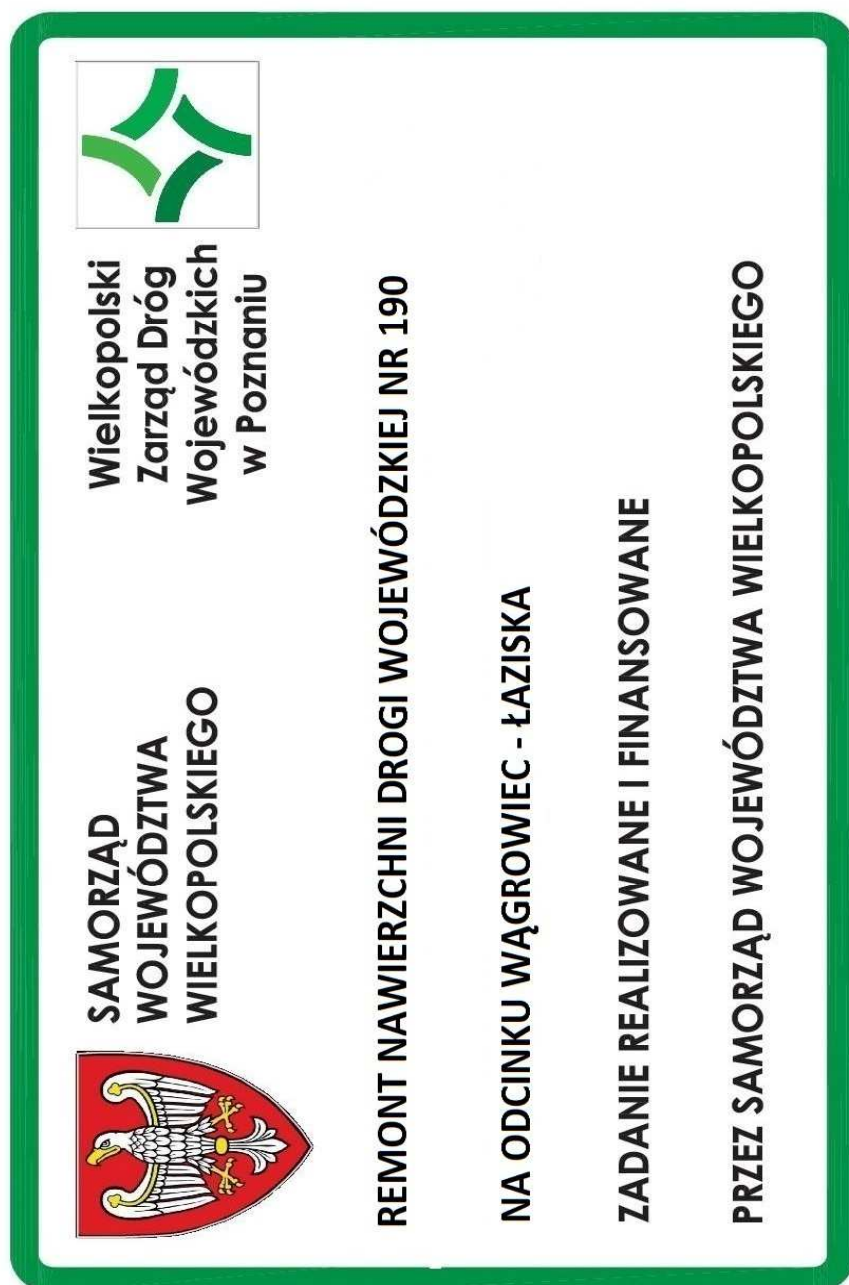 SAMORZĄD
WOJEWÓDZTWA
WIELKOPOLSKIEGO
Wielkopolski
Zarząd Dróg
Wojewódzkich
w Poznaniu
REMONT NAWIERZCHNI DROGI WOJEWÓDZKIEJ NR 190
NA ODCINKU WĄGROWIEC - ŁAZISKA
ZADANIE REALIZOWANE I FINANSOWANE
PRZEZ SAMORZĄD WOJEWÓDZTWA WIELKOPOLSKIEGO